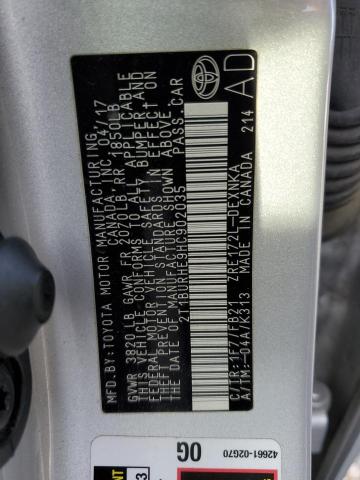 MFD.BY:TOYOTA MOTOR MANUFACTURING
CANADA INC. 04/17
GVWR 3820LB GAWR FR 2070LB RR 1850LB
THIS VEHICLE CONFORMS TO ALL APPLICABLE
FEDERAL MOTOR VEHICLE SAFETY, BUMPER, AND
THEFT PREVENTION STANDARDS IN EFFECT ON
THE DATE OF MANUFACTURE SHOWN ABOVE.
2T1BURHE9HC902035 PASS.CAR
C/TR:1F7/FB21 ZRE172L-DEXNKA
A/TM:-04A/K313 MADE IN CANADA 214
AD
42661-02G70
0G